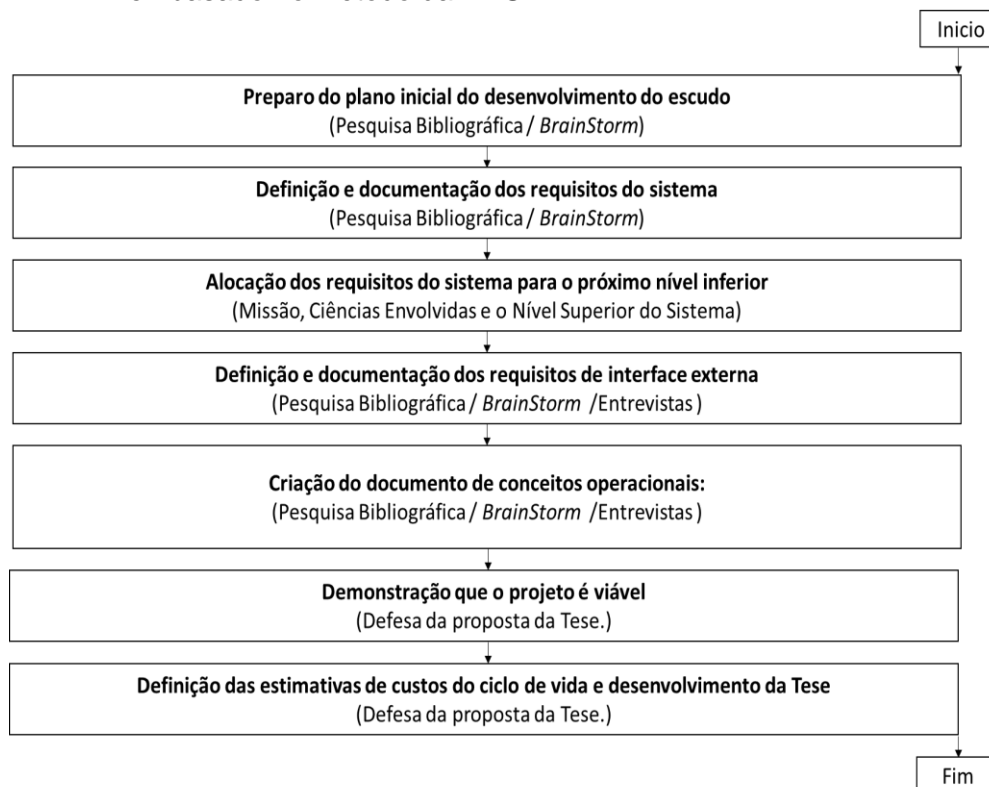 Inicio
Preparo do plano inicial do desenvolvimento do escudo
(Pesquisa Bibliográfica / BrainStorm)
Definição e documentação dos requisitos do sistema
(Pesquisa Bibliográfica / BrainStorm)
Alocação dos requisitos do sistema para o próximo nível inferior
(Missão, Ciências Envolvidas e o Nível Superior do Sistema)
Definição e documentação dos requisitos de interface externa
(Pesquisa Bibliográfica / BrainStorm /Entrevistas )
Criação do documento de conceitos operacionais:
(Pesquisa Bibliográfica / BrainStorm /Entrevistas )
Demonstração que o projeto é viável
(Defesa da proposta da Tese.)
Definição das estimativas de custos do ciclo de vida e desenvolvimento da Tese
(Defesa da proposta da Tese.)
Fim